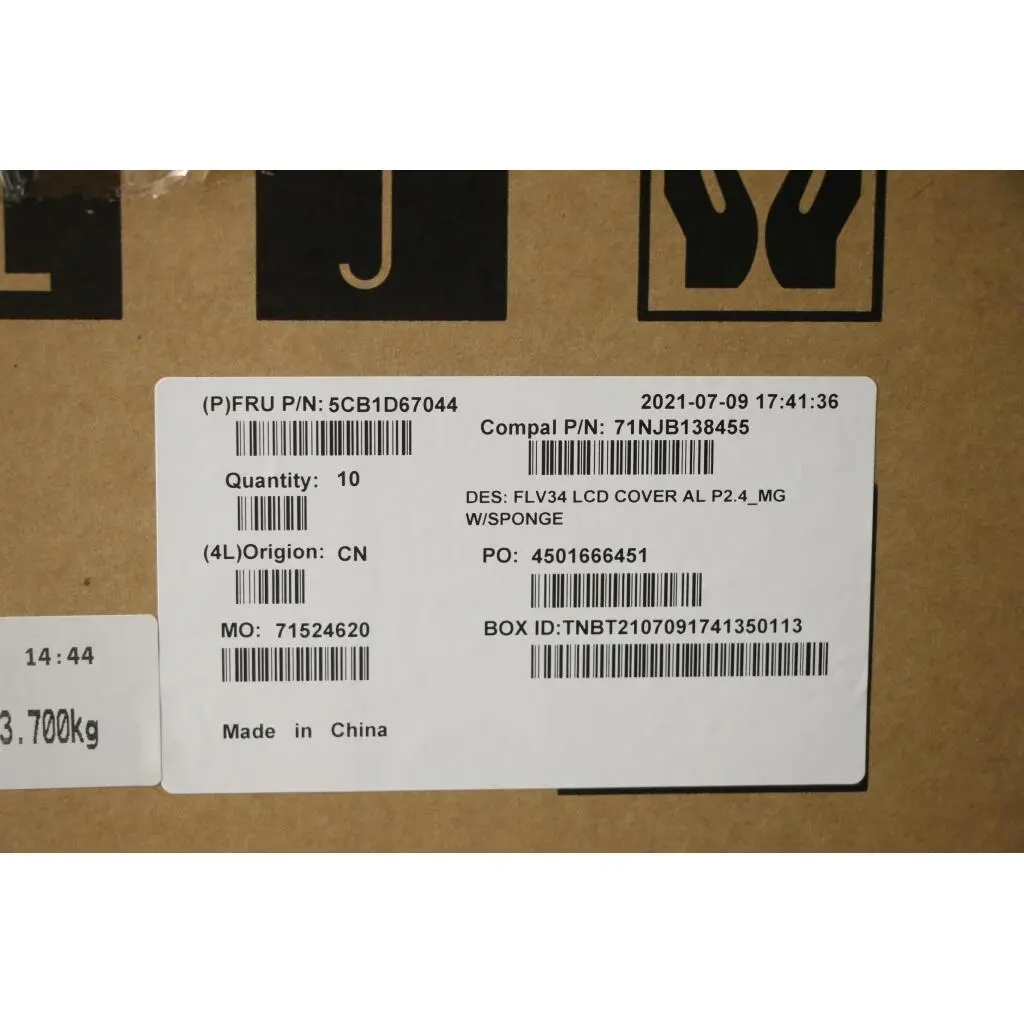 (P)FRU P/N: 5CB1D67044
2021-07-09 17:41:36
Compal P/N: 71NJB138455
Quantity: 10
DES: FLV34 LCD COVER AL P2.4_MG
W/SPONGE
(4L)Origion: CN
PO: 4501666451
MO: 71524620
BOX ID:TNBT2107091741350113
Made in China
14:44
3.700kg